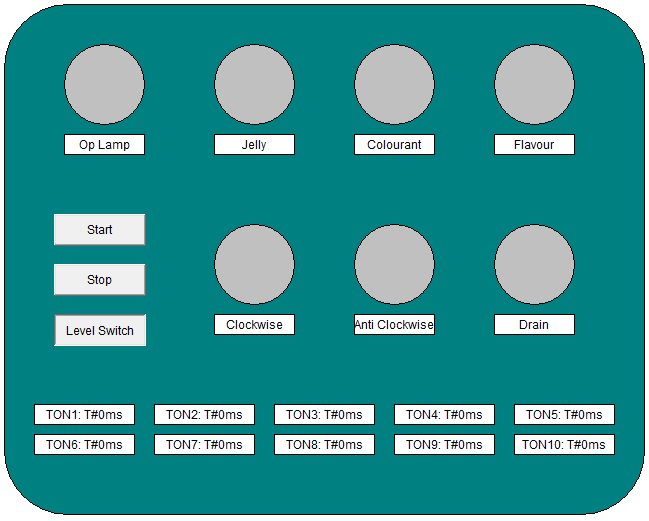 Op Lamp
Jelly
Colourant
Flavour
Start
Stop
Level Switch
Clockwise
Anti Clockwise
Drain
TON1: T#0ms
TON2: T#0ms
TON3: T#0ms
TON4: T#0ms
TON5: T#0ms
TON6: T#0ms
TON7: T#0ms
TON8: T#0ms
TON9: T#0ms
TON10: T#0ms